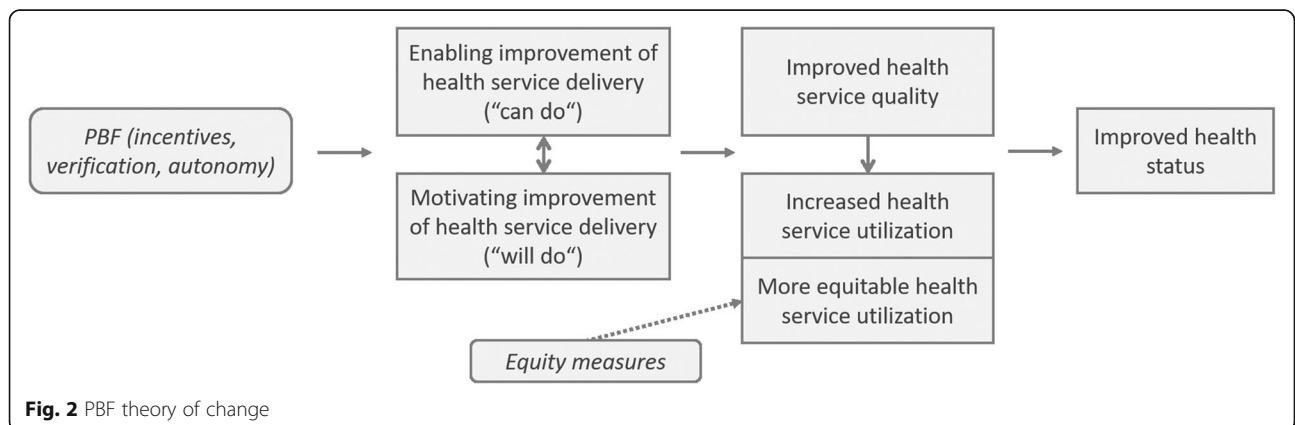 PBF (incentives,
verification, autonomy)
Enabling improvement of
health service delivery
(“can do“)
Motivating improvement
of health service delivery
(“will do“)
Improved health
service quality
Increased health
service utilization
More equitable health
service utilization
Equity measures
Improved health
status
Fig. 2 PBF theory of change